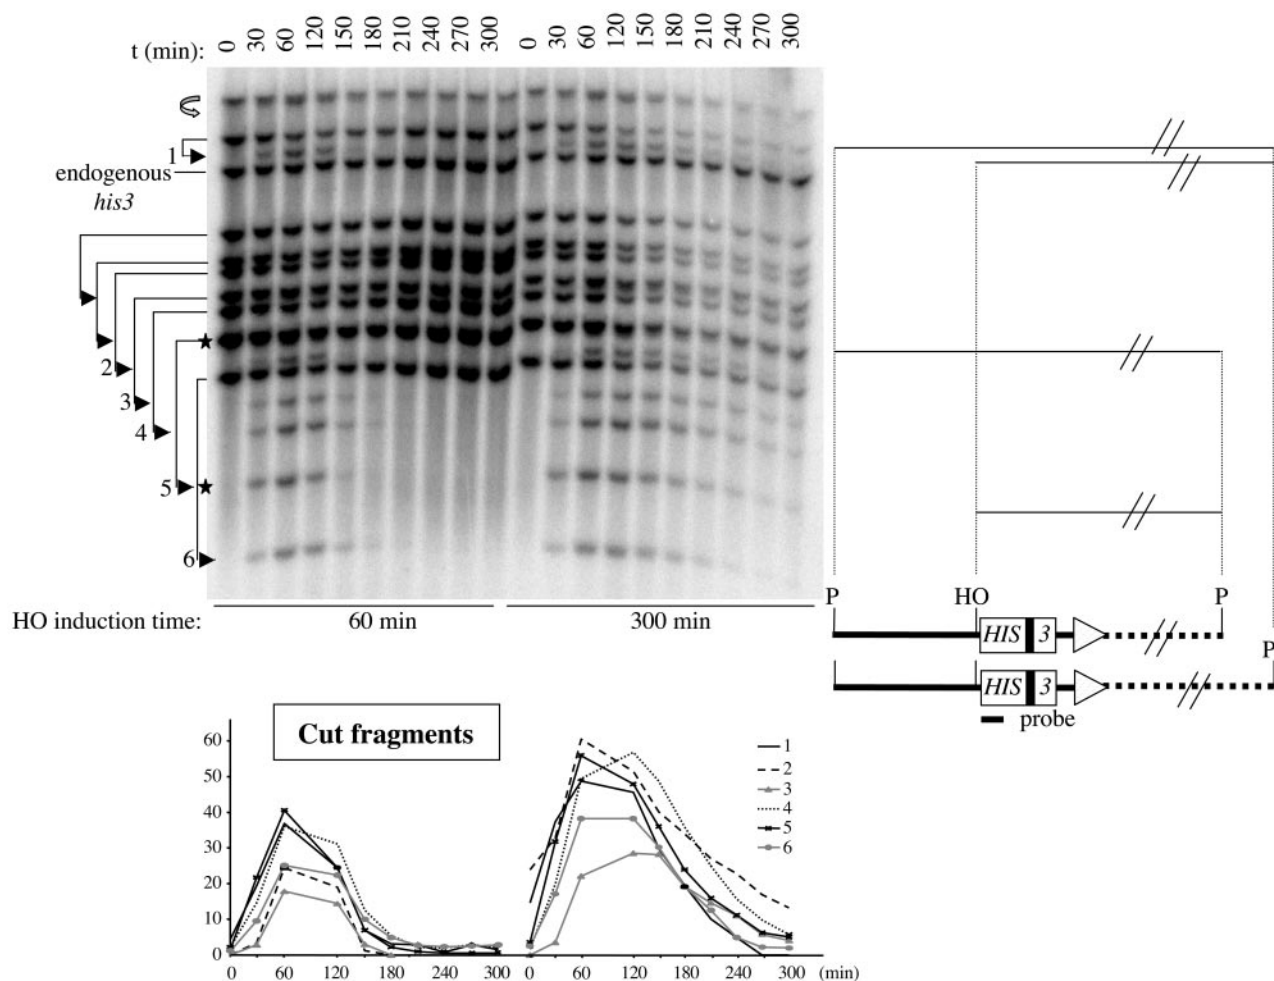 t (min): 0 30 60 120 150 180 210 240 270 300 0 30 60 120 150 180 210 240 270 300
1
endogenous
his3
2
3
4
5
6
HO induction time: 60 min 300 min
P HO P
HIS 3
P
HIS 3
probe
Cut fragments
60
50
40
30
20
10
0
0 60 120 180 240 300 0 60 120 180 240 300 (min)
1
2
3
4
5
6